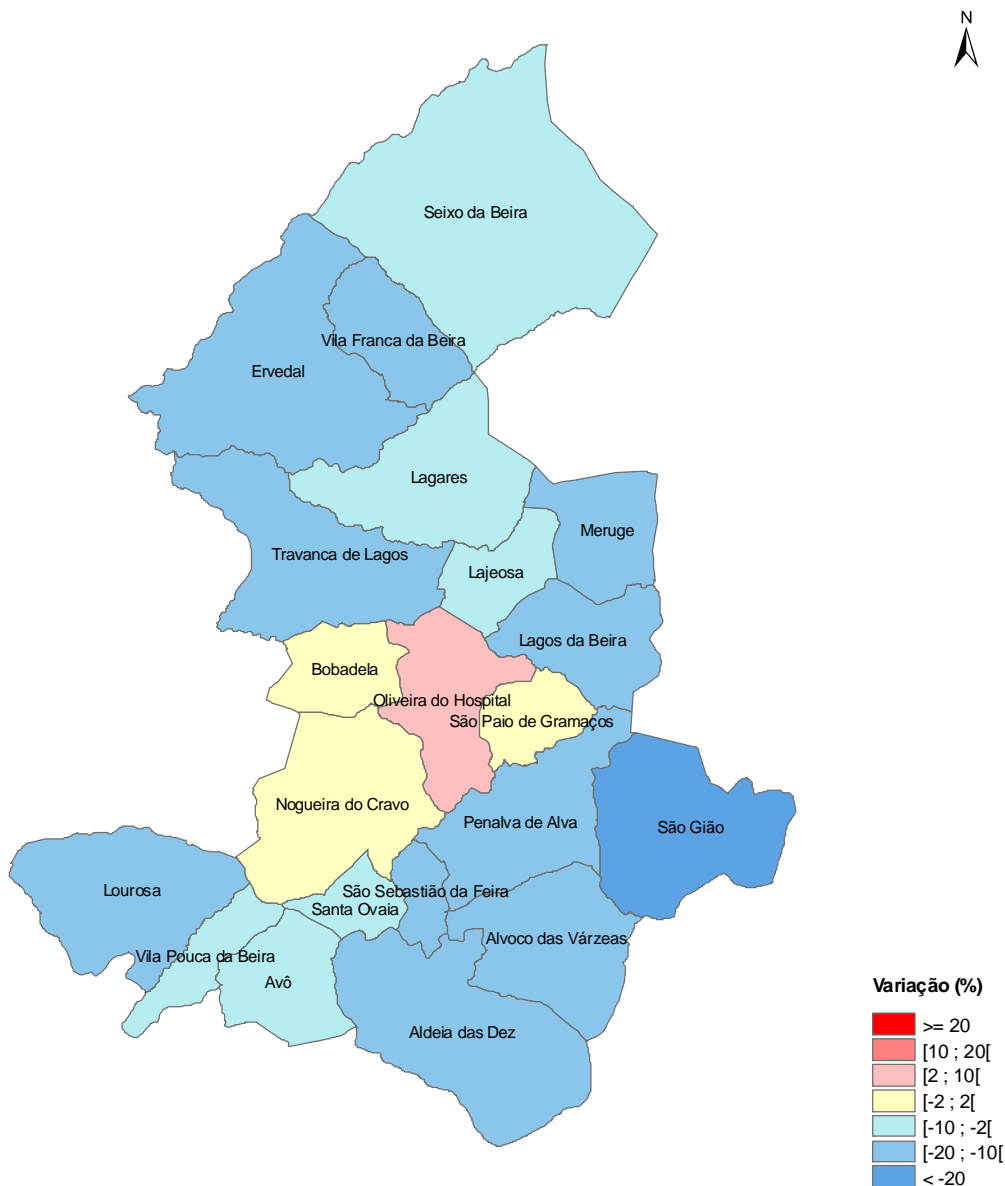 N
Seixo da Beira
Vila Franca da Beira
Ervedal
Lagares
Meruge
Travanca de Lagos
Lajeosa
Lagos da Beira
Bobadela
Oliveira do Hospital
São Paio de Gramaços
Nogueira do Cravo
Penalva de Alva
São Gião
Lourosa
São Sebastião da Feira
Santa Ovaia
Alvoco das Várzeas
Vila Pouca da Beira
Avô
Aldeia das Dez
Variação (%)
>= 20
[10 ; 20[
[2 ; 10[
[-2 ; 2[
[-10 ; -2[
[-20 ; -10[
< -20